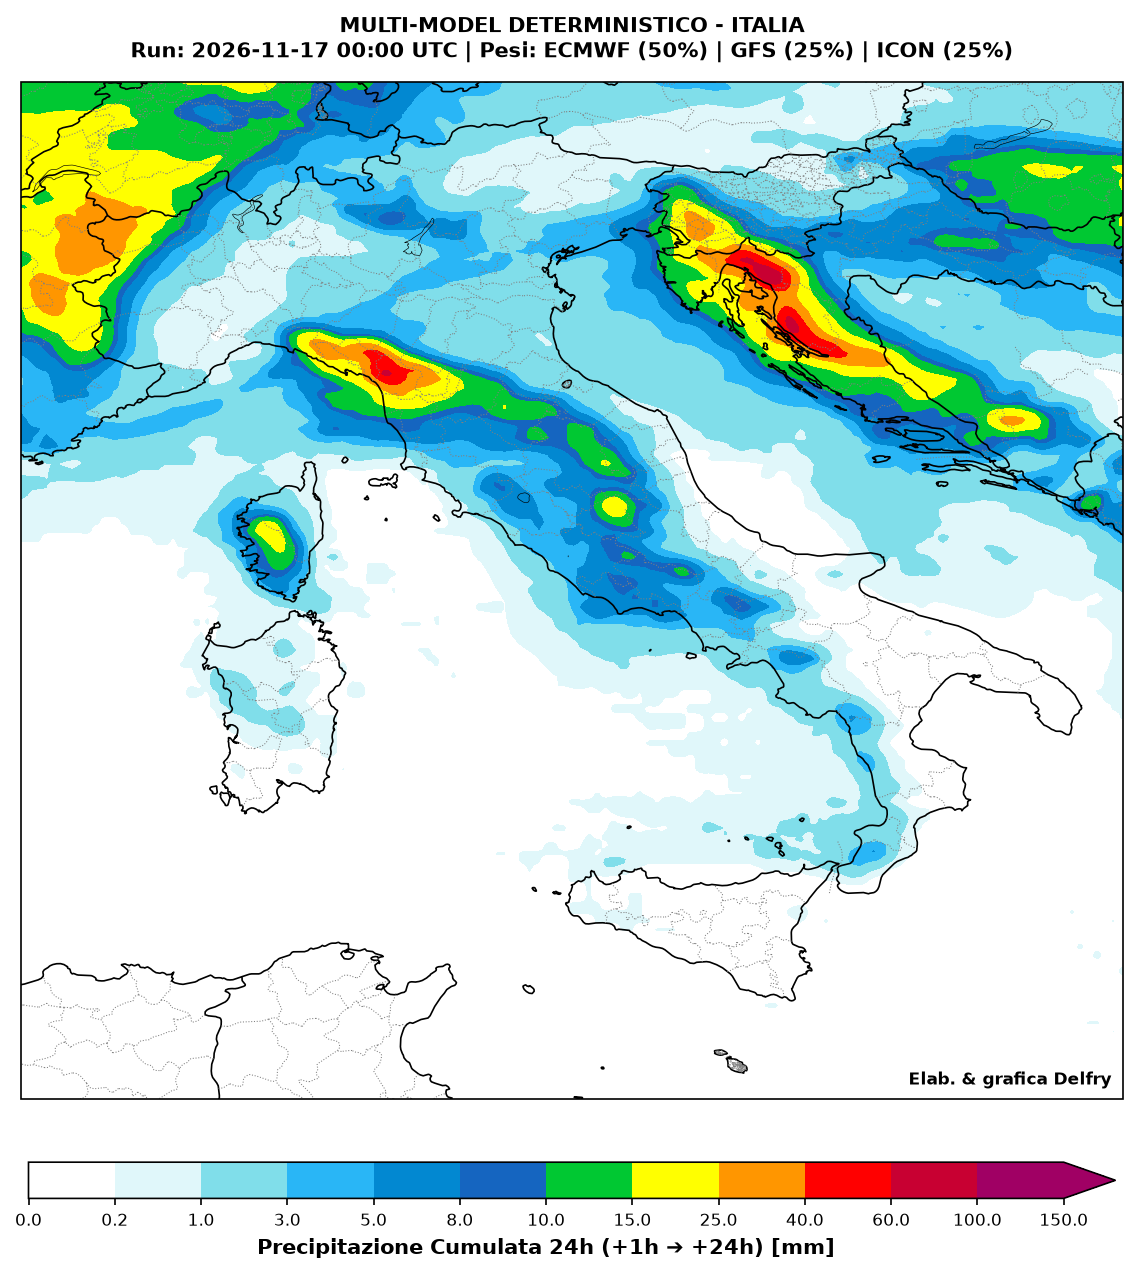 MULTI-MODEL DETERMINISTICO - ITALIA
Run: 2026-11-17 00:00 UTC | Pesi: ECMWF (50%) | GFS (25%) | ICON (25%)
Elab. & grafica Delfry
0.0 0.2 1.0 3.0 5.0 8.0 10.0 15.0 25.0 40.0 60.0 100.0 150.0
Precipitazione Cumulata 24h (+1h → +24h) [mm]